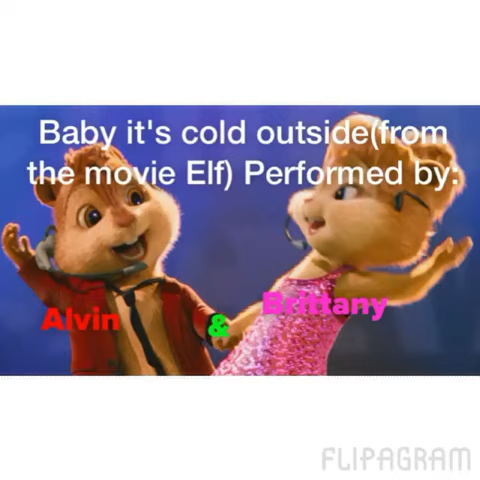 Baby it's cold outside(from
the movie Elf) Performed by:
Alvin
&
Brittany
FLIPAGRAM